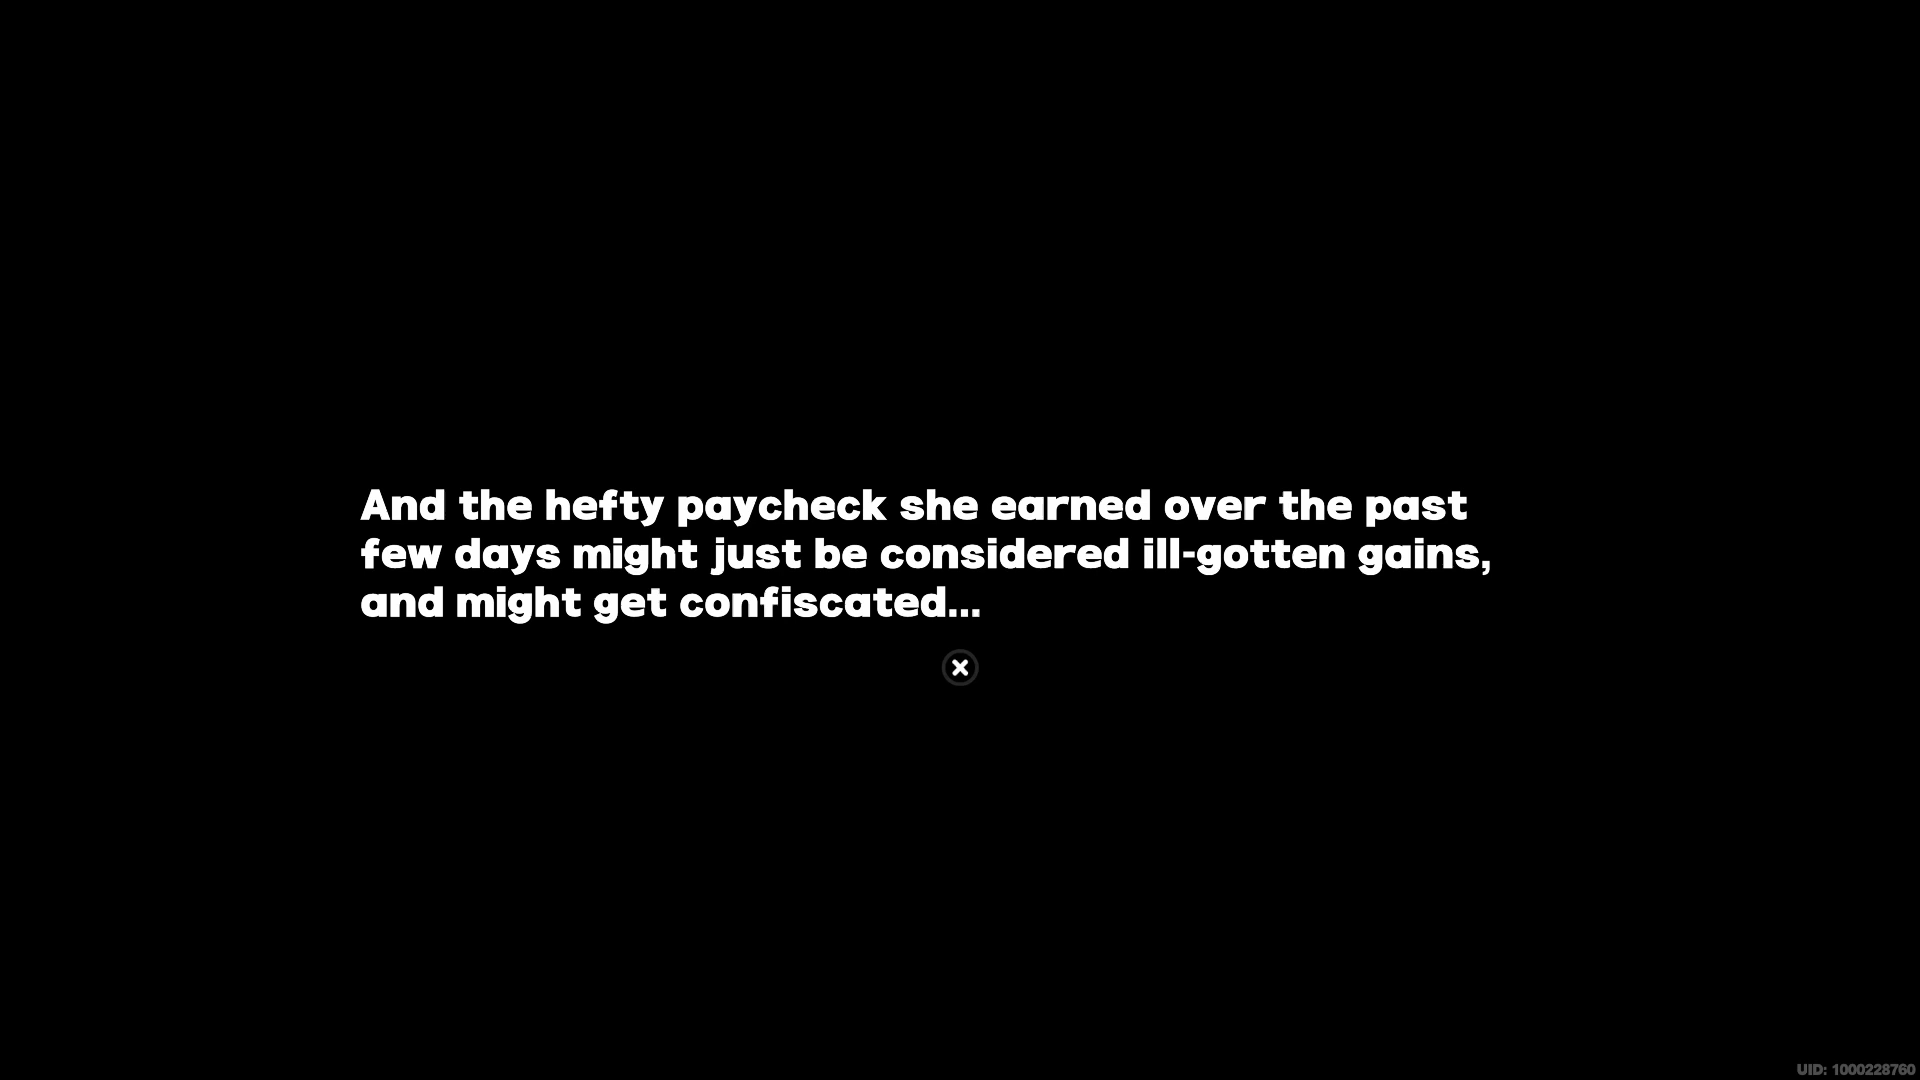 And the hefty paycheck she earned over the past
few days might just be considered ill-gotten gains,
and might get confiscated...
UID: 1000228760